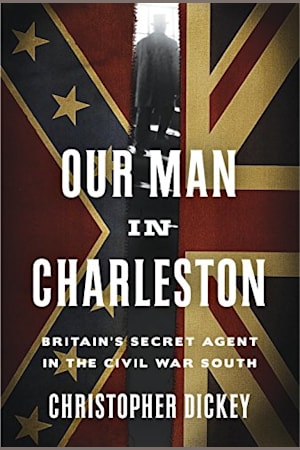 OUR MAN
IN
CHARLESTON
BRITAIN'S SECRET AGENT
IN THE CIVIL WAR SOUTH
CHRISTOPHER DICKEY